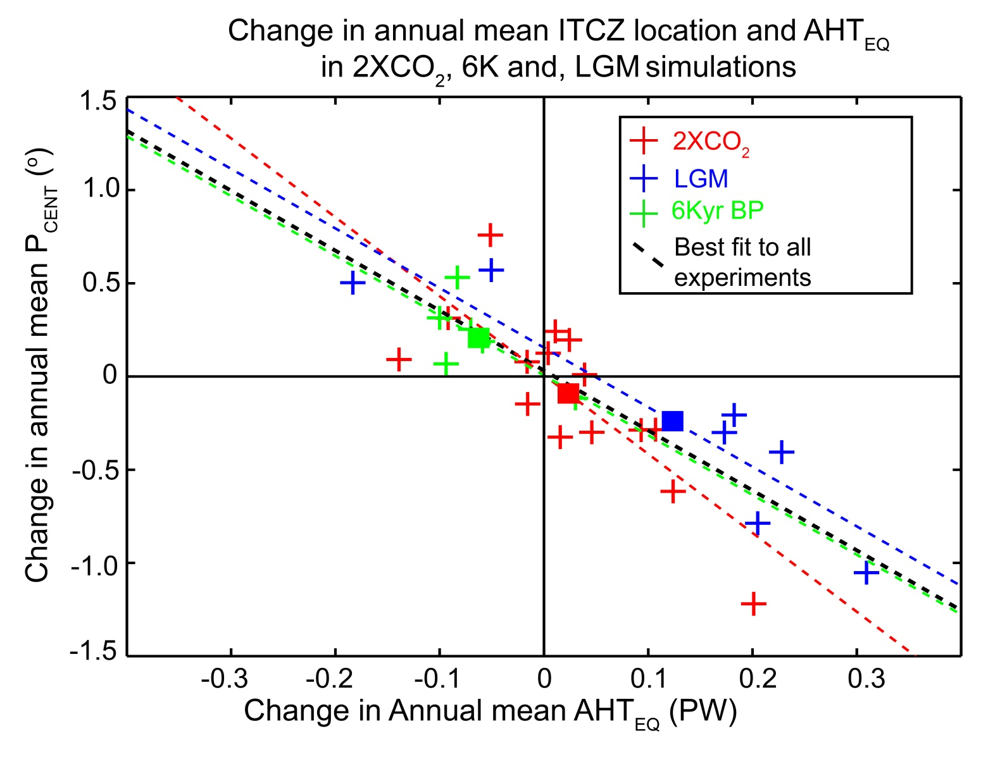 Change in annual mean ITCZ location and AHT_EQ
in 2XCO₂, 6K and, LGM simulations
Change in annual mean P_CENT (º)
1.5
1.0
0.5
0
-0.5
-1.0
-1.5
2XCO₂
LGM
6Kyr BP
Best fit to all
experiments
-0.3 -0.2 -0.1 0 0.1 0.2 0.3
Change in Annual mean AHT_EQ (PW)